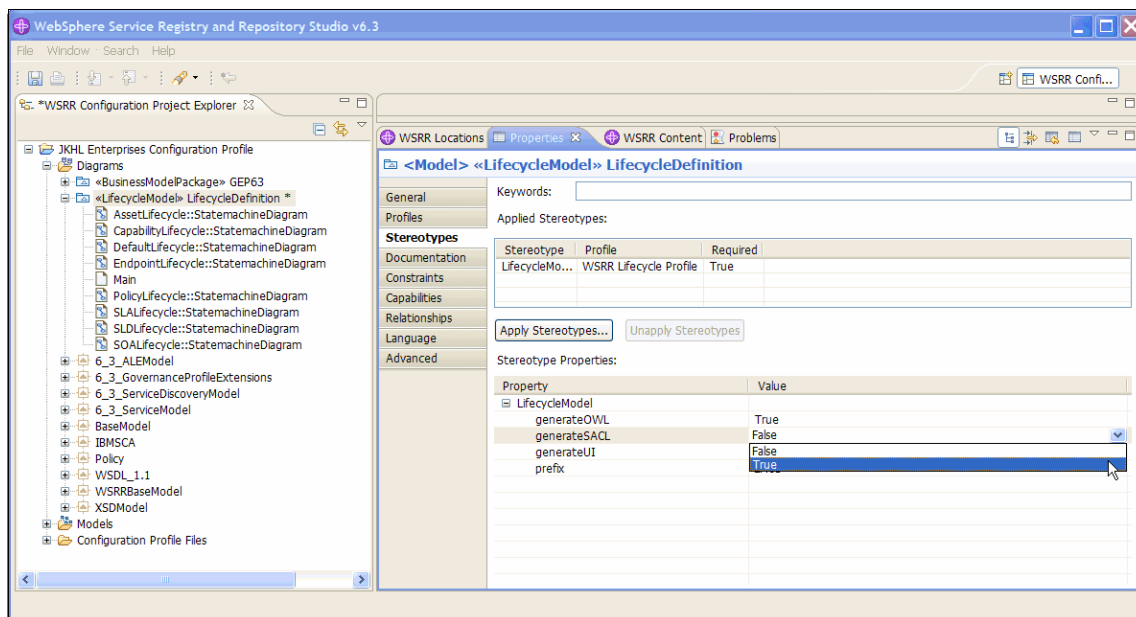 WebSphere Service Registry and Repository Studio v6.3
File Window Search Help
WSRR Confi...
*WSRR Configuration Project Explorer
JKHL Enterprises Configuration Profile
Diagrams
«BusinessModelPackage» GEP63
«LifecycleModel» LifecycleDefinition *
AssetLifecycle::StatemachineDiagram
CapabilityLifecycle::StatemachineDiagram
DefaultLifecycle::StatemachineDiagram
EndpointLifecycle::StatemachineDiagram
Main
PolicyLifecycle::StatemachineDiagram
SLALifecycle::StatemachineDiagram
SLDLifecycle::StatemachineDiagram
SOALifecycle::StatemachineDiagram
6_3_ALEModel
6_3_GovernanceProfileExtensions
6_3_ServiceDiscoveryModel
6_3_ServiceModel
BaseModel
IBMSCA
Policy
WSDL_1.1
WSRRBaseModel
XSDModel
Models
Configuration Profile Files
WSRR Locations Properties WSRR Content Problems
<Model> «LifecycleModel» LifecycleDefinition
General
Profiles
Stereotypes
Documentation
Constraints
Capabilities
Relationships
Language
Advanced
Keywords:
Applied Stereotypes:
Stereotype Profile Required
LifecycleMo... WSRR Lifecycle Profile True
Apply Stereotypes... Unapply Stereotypes
Stereotype Properties:
Property Value
LifecycleModel
generateOWL True
generateSACL False
generateUI False
True
prefix